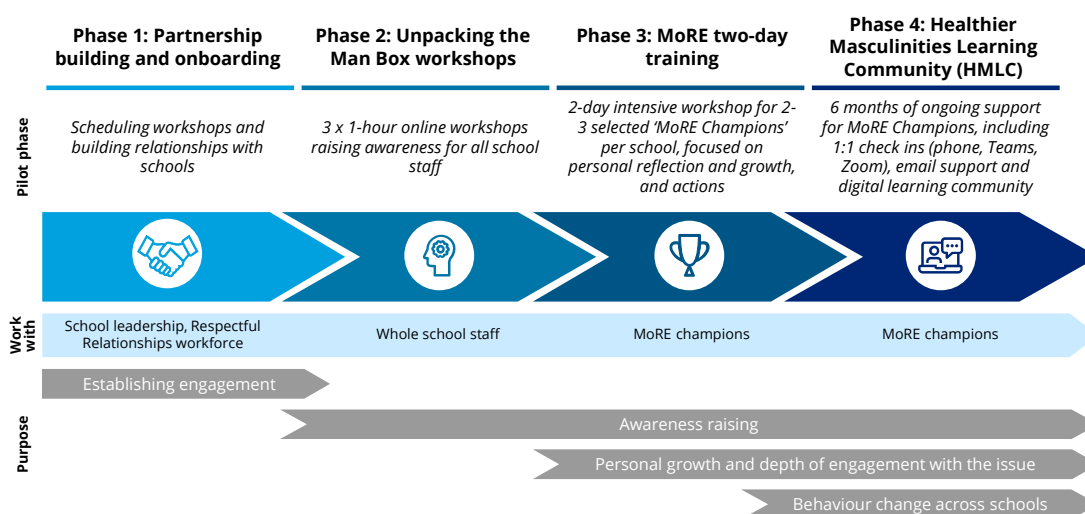 Phase 1: Partnership
building and onboarding
Phase 2: Unpacking the
Man Box workshops
Phase 3: MoRE two-day
training
Phase 4: Healthier
Masculinities Learning
Community (HMLC)
Pilot phase
Scheduling workshops and
building relationships with
schools
3 x 1-hour online workshops
raising awareness for all school
staff
2-day intensive workshop for 2-
3 selected ‘MoRE Champions’
per school, focused on
personal reflection and growth,
and actions
6 months of ongoing support
for MoRE Champions, including
1:1 check ins (phone, Teams,
Zoom), email support and
digital learning community
Work
with
School leadership, Respectful
Relationships workforce
Whole school staff
MoRE champions
MoRE champions
Purpose
Establishing engagement
Awareness raising
Personal growth and depth of engagement with the issue
Behaviour change across schools